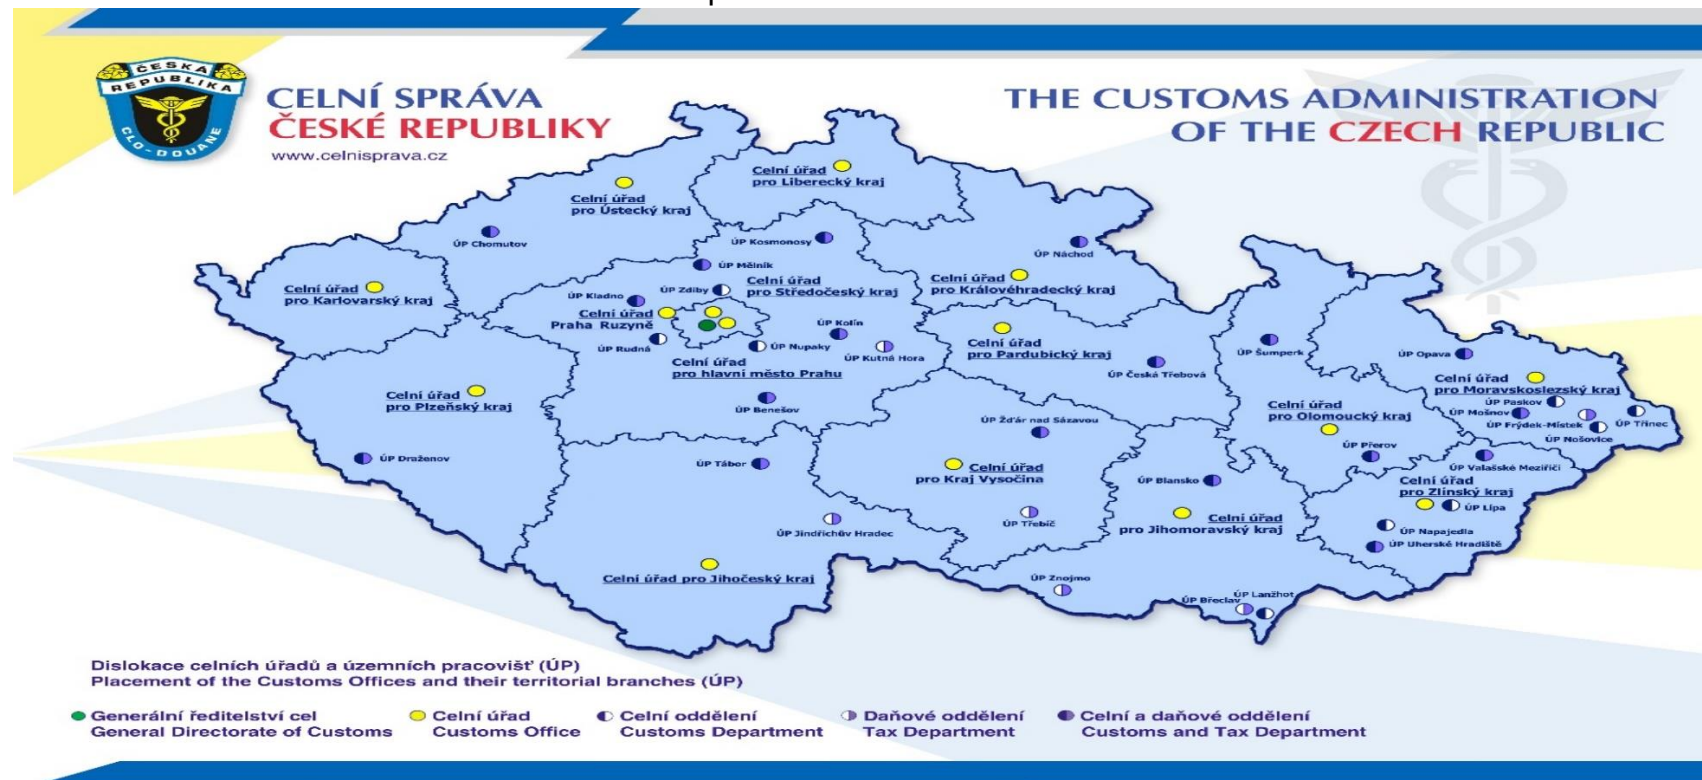 ČESKÁ
REPUBLIKA
CLO-DOUANE
CELNÍ SPRÁVA
ČESKÉ REPUBLIKY
www.celnisprava.cz
THE CUSTOMS ADMINISTRATION
OF THE CZECH REPUBLIC
Celní úřad
pro Liberecký kraj
Celní úřad
pro Ústecký kraj
ÚP Chomutov
ÚP Kosmonosy
ÚP Náchod
ÚP Mělník
Celní úřad
pro Karlovarský kraj
ÚP Zdiby
Celní úřad
pro Středočeský kraj
Celní úřad
pro Královéhradecký kraj
ÚP Kladno
Celní úřad
Praha Ruzyně
ÚP Rudná
ÚP Kolín
ÚP Nupaky
ÚP Kutná Hora
Celní úřad
pro Pardubický kraj
ÚP Česká Třebová
ÚP Šumperk
ÚP Opava
Celní úřad
pro hlavní město Prahu
Celní úřad
pro Plzeňský kraj
ÚP Benešov
Celní úřad
pro Moravskoslezský kraj
ÚP Paskov
ÚP Mošnov
ÚP Frýdek-Místek
ÚP Třinec
ÚP Nošovice
Celní úřad
pro Olomoucký kraj
ÚP Žďár nad Sázavou
ÚP Přerov
ÚP Draženov
ÚP Tábor
Celní úřad
pro Kraj Vysočina
ÚP Valašské Meziříčí
ÚP Blansko
Celní úřad
pro Zlínský kraj
ÚP Lípa
ÚP Jindřichův Hradec
ÚP Třebíč
Celní úřad
pro Jihomoravský kraj
ÚP Napajedla
ÚP Uherské Hradiště
Celní úřad pro Jihočeský kraj
ÚP Znojmo
ÚP Břeclav
ÚP Lanžhot
Dislokace celních úřadů a územních pracovišť (ÚP)
Placement of the Customs Offices and their territorial branches (ÚP)
Generální ředitelství cel
General Directorate of Customs
Celní úřad
Customs Office
Celní oddělení
Customs Department
Daňové oddělení
Tax Department
Celní a daňové oddělení
Customs and Tax Department